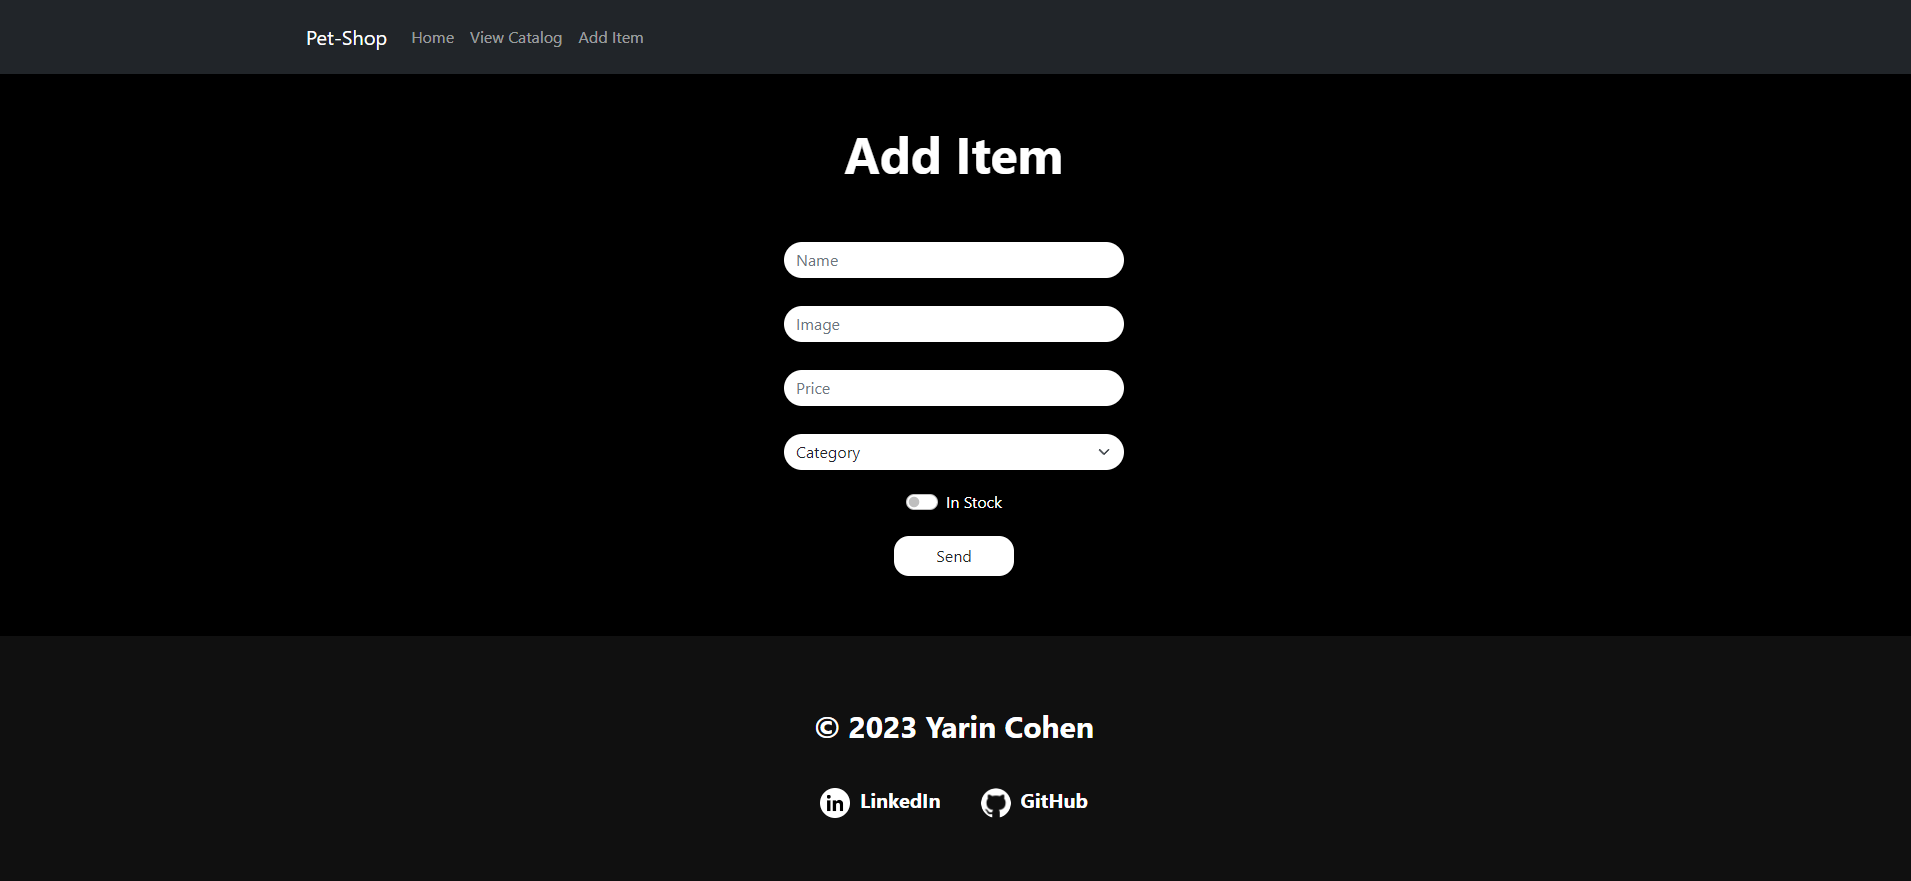 Pet-Shop Home View Catalog Add Item
Add Item
Name
Image
Price
Category
In Stock
Send
© 2023 Yarin Cohen
in LinkedIn GitHub